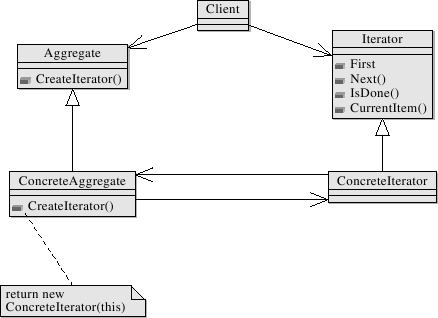 Client
Aggregate
CreateIterator()
Iterator
First
Next()
IsDone()
CurrentItem()
ConcreteAggregate
CreateIterator()
ConcreteIterator
return new
ConcreteIterator(this)